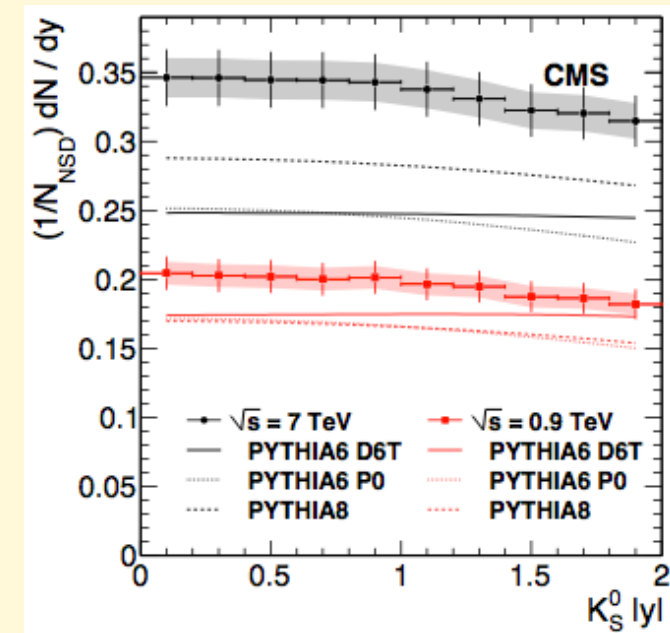 (1/N_NSD) dN / dy
CMS
0.35
0.3
0.25
0.2
0.15
0.1
0.05
0
√s = 7 TeV
PYTHIA6 D6T
PYTHIA6 P0
PYTHIA8
√s = 0.9 TeV
PYTHIA6 D6T
PYTHIA6 P0
PYTHIA8
0 0.5 1 1.5 2
K⁰_S |y|